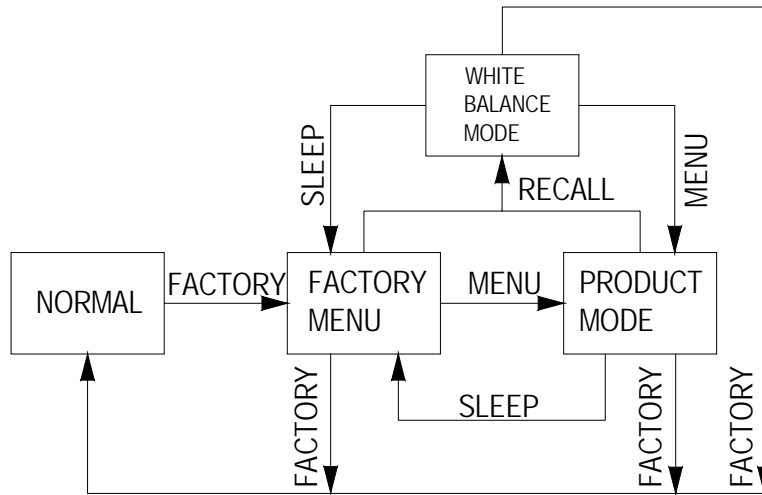 WHITE
BALANCE
MODE
SLEEP
MENU
RECALL
NORMAL
FACTORY
FACTORY
MENU
MENU
PRODUCT
MODE
SLEEP
FACTORY
FACTORY
FACTORY